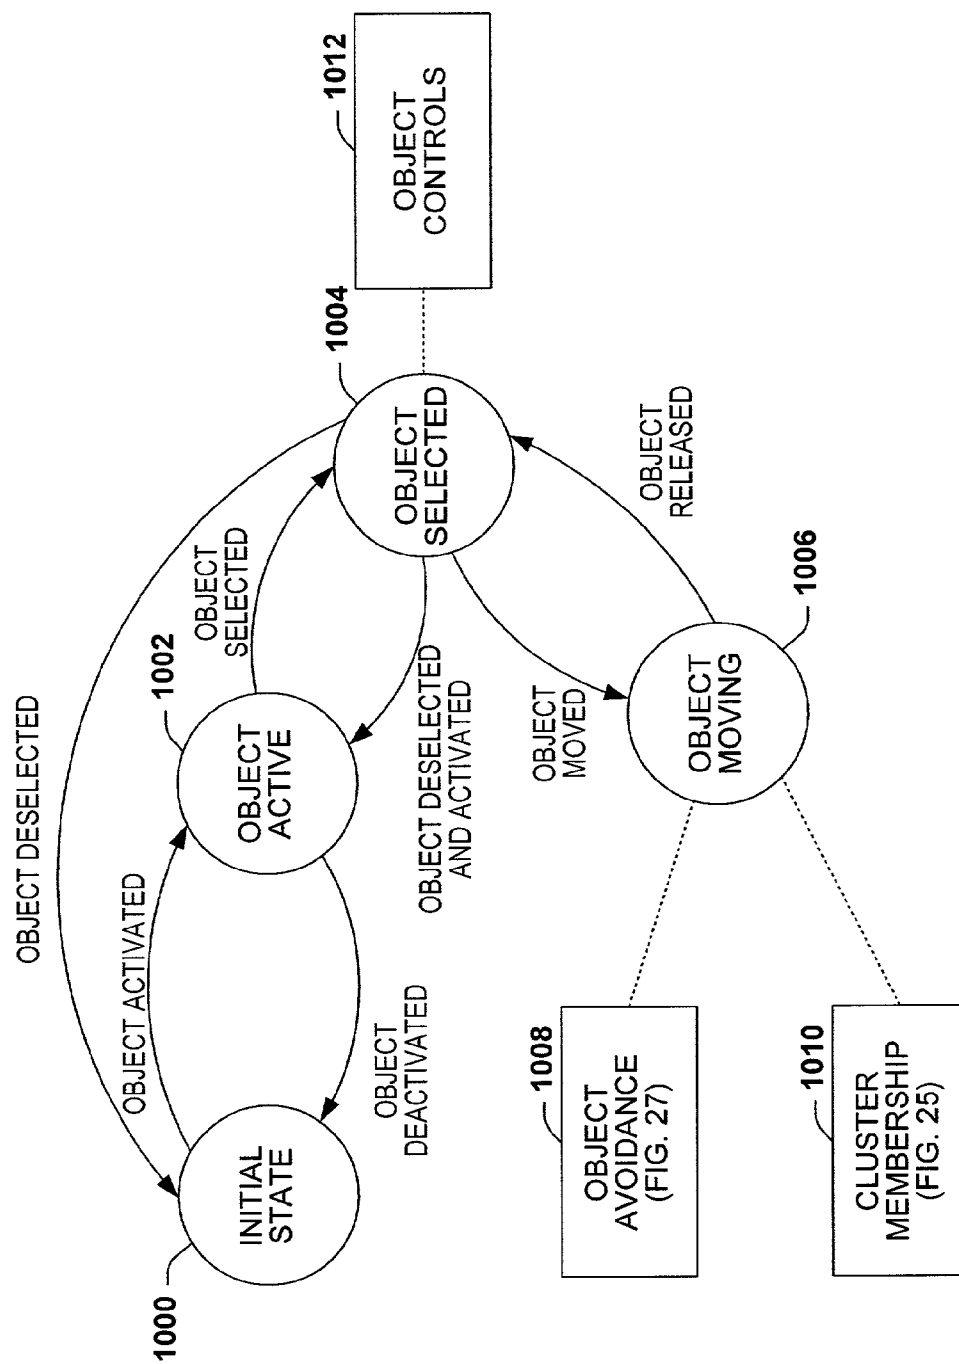 OBJECT DESELECTED
1000
INITIAL
STATE
OBJECT ACTIVATED
OBJECT
DEACTIVATED
1002
OBJECT
ACTIVE
OBJECT
SELECTED
OBJECT DESELECTED
AND ACTIVATED
1004
OBJECT
SELECTED
1012
OBJECT
CONTROLS
OBJECT
MOVED
OBJECT
RELEASED
1006
OBJECT
MOVING
1008
OBJECT
AVOIDANCE
(FIG. 27)
1010
CLUSTER
MEMBERSHIP
(FIG. 25)